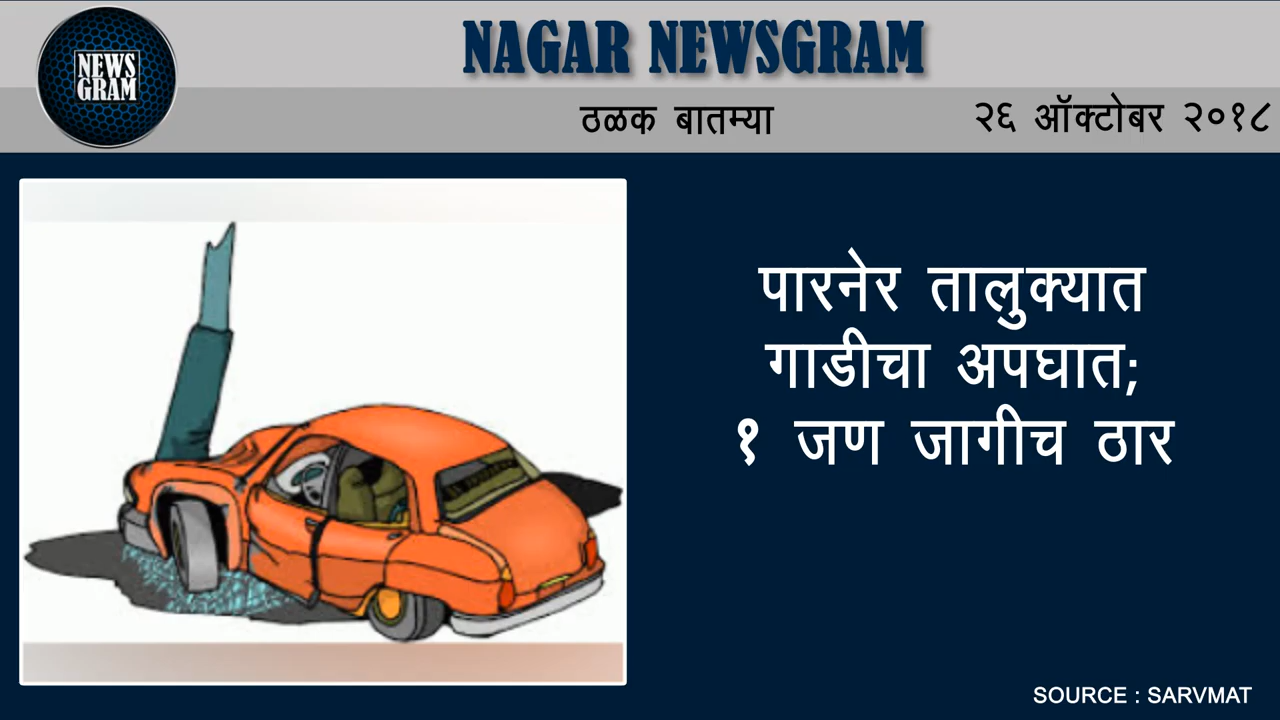 NEWS
GRAM
NAGAR NEWSGRAM
ठळक बातम्या
२६ ऑक्टोबर २०१८
पारनेर तालुक्यात
गाडीचा अपघात;
१ जण जागीच ठार
SOURCE : SARVMAT